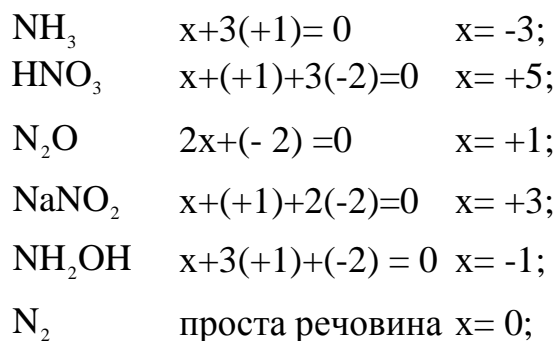 NH₃ x+3(+1)= 0 x= -3;
HNO₃ x+(+1)+3(-2)=0 x= +5;
N₂O 2x+(- 2) =0 x= +1;
NaNO₂ x+(+1)+2(-2)=0 x= +3;
NH₂OH x+3(+1)+(-2) = 0 x= -1;
N₂ проста речовина x= 0;